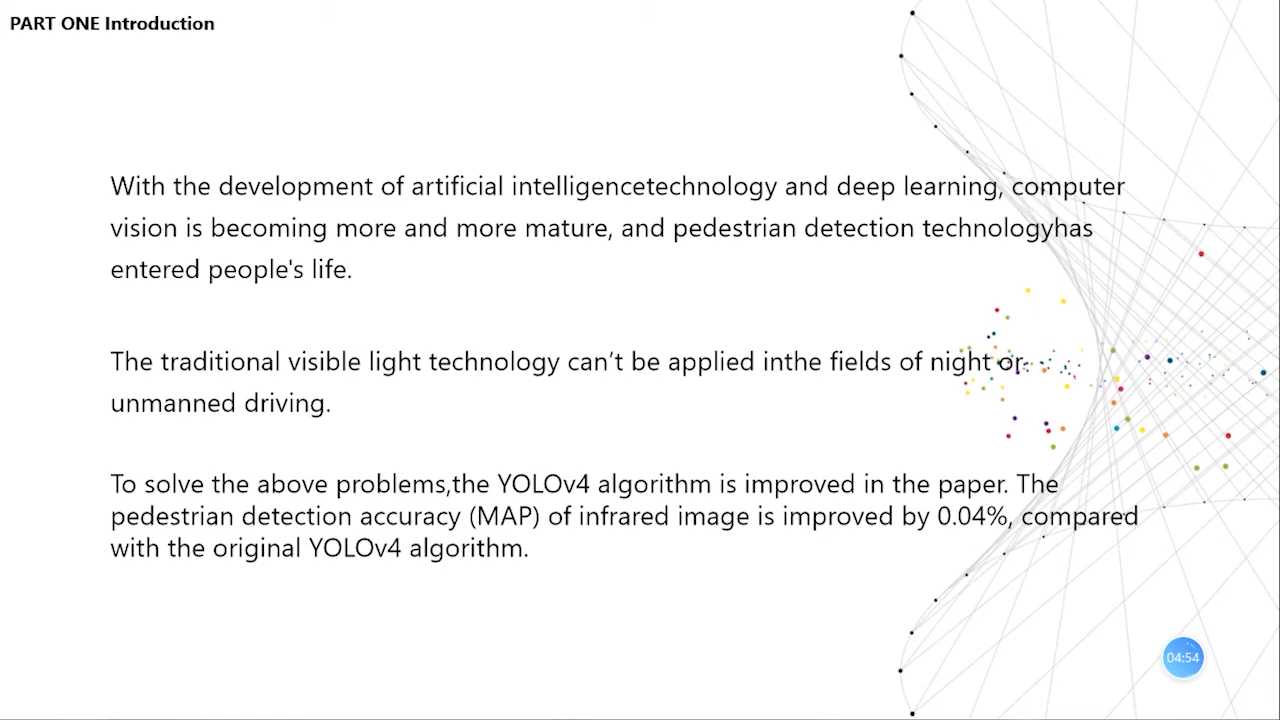 PART ONE Introduction
With the development of artificial intelligencetechnology and deep learning, computer
vision is becoming more and more mature, and pedestrian detection technologyhas
entered people's life.
The traditional visible light technology can’t be applied inthe fields of night or
unmanned driving.
To solve the above problems,the YOLOv4 algorithm is improved in the paper. The
pedestrian detection accuracy (MAP) of infrared image is improved by 0.04%, compared
with the original YOLOv4 algorithm.
04:54